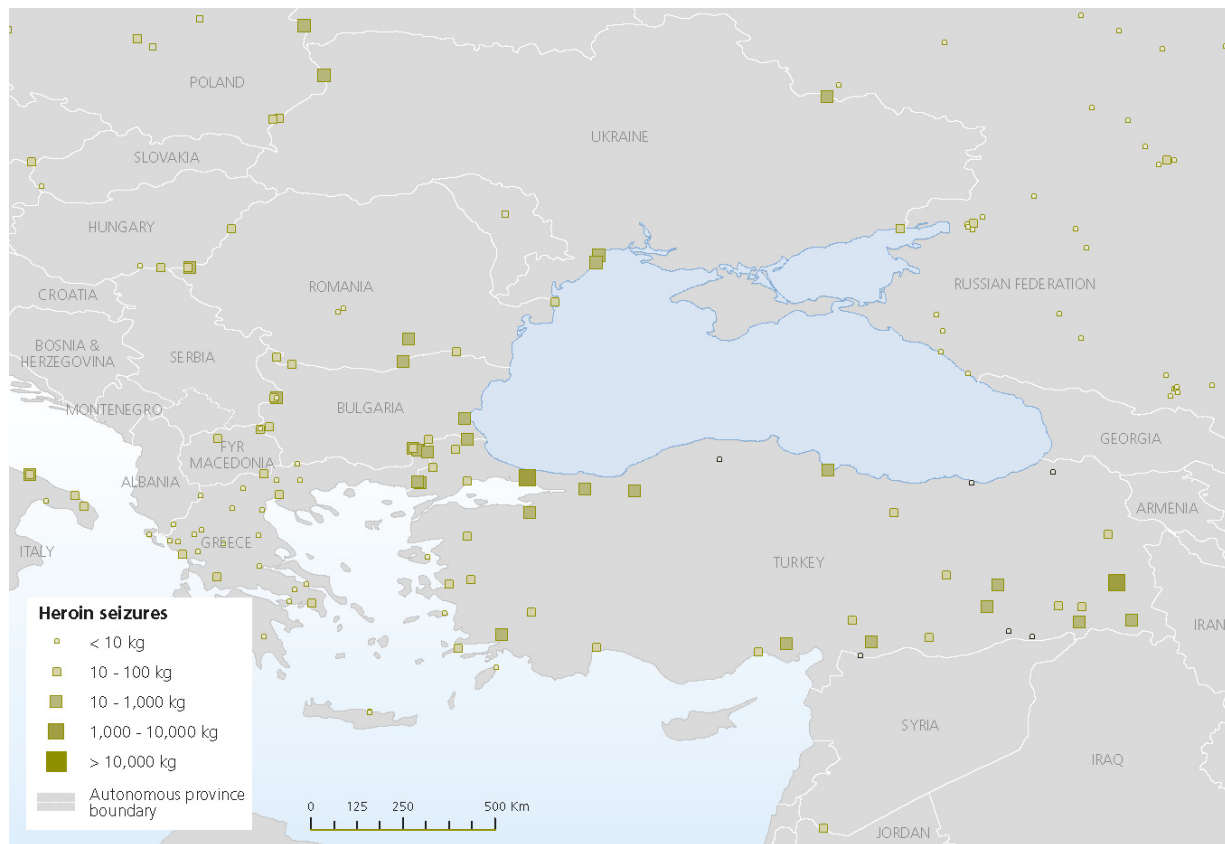 POLAND
UKRAINE
SLOVAKIA
HUNGARY
ROMANIA
RUSSIAN FEDERATION
CROATIA
BOSNIA &
HERZEGOVINA
SERBIA
MONTENEGRO
BULGARIA
GEORGIA
FYR
MACEDONIA
ALBANIA
ARMENIA
ITALY
GREECE
TURKEY
IRAN
SYRIA
IRAQ
JORDAN
Heroin seizures
< 10 kg
10 - 100 kg
10 - 1,000 kg
1,000 - 10,000 kg
> 10,000 kg
Autonomous province
boundary
0 125 250 500 Km